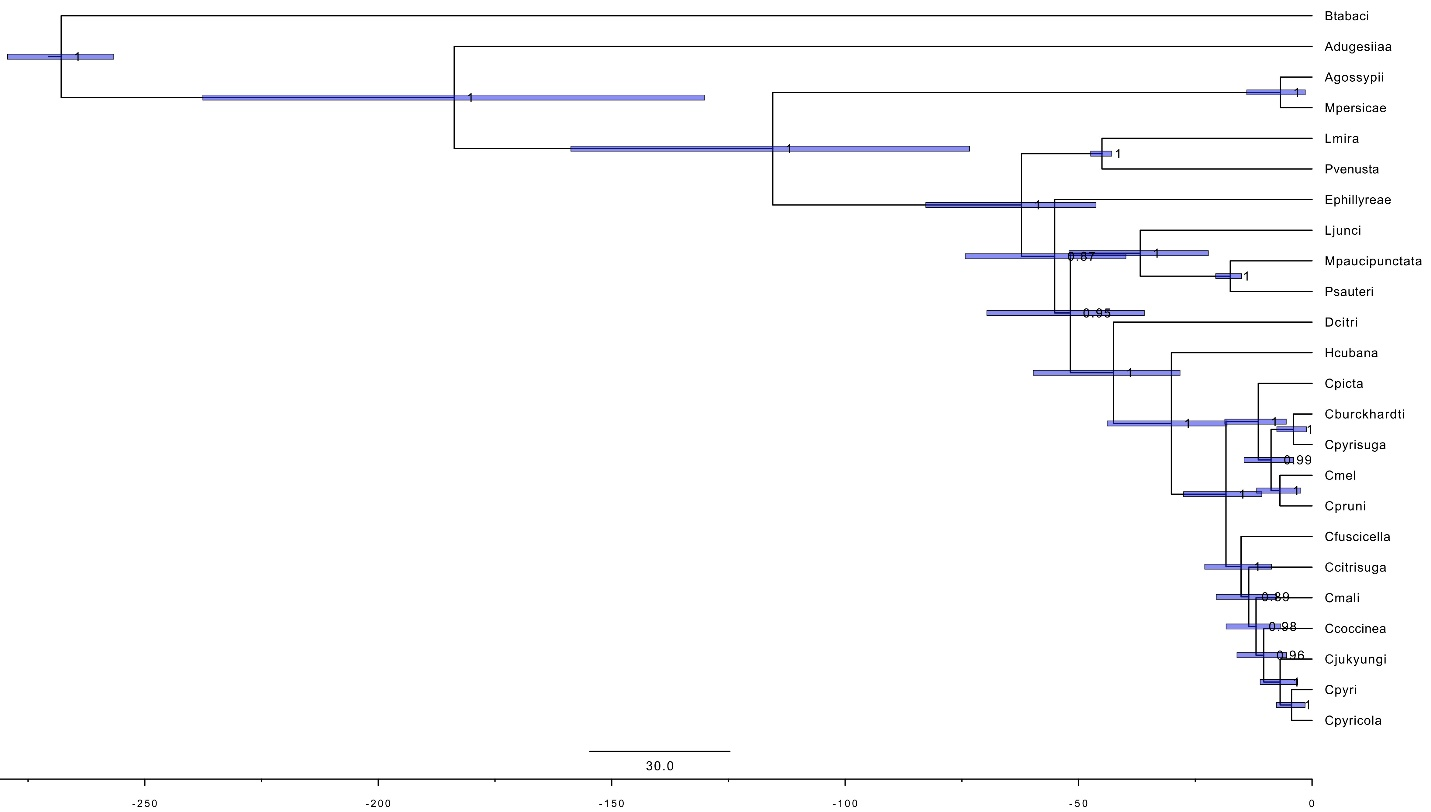 Btabaci
Adugesiiaa
1
Agossypii
1
1
Mpersicae
Lmira
1
1
Pvenusta
Ephillyreae
1
Ljunci
0.87
1
Mpaucipunctata
1
Psauteri
0.95
Dcitri
Hcubana
1
Cpicta
Cburckhardti
1
1
1
Cpyrisuga
0.99
Cmel
1
1
Cpruni
Cfuscicella
1
Ccitrisuga
0.89
Cmali
0.98
Ccoccinea
0.96
Cjukyungi
1
Cpyri
1
Cpyricola
30.0
-250 -200 -150 -100 -50 0